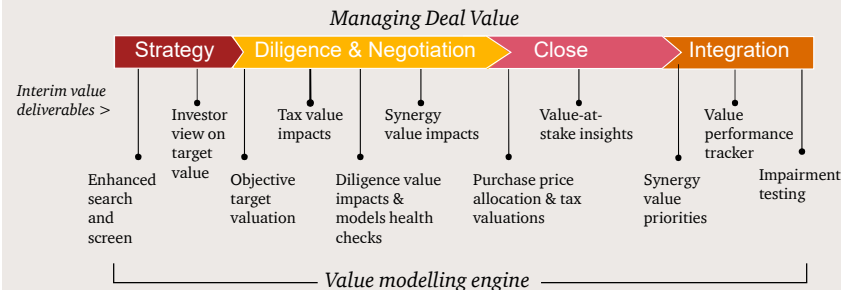 Managing Deal Value
Strategy
Diligence & Negotiation
Close
Integration
Interim value
deliverables >
Enhanced
search
and
screen
Investor
view on
target
value
Objective
target
valuation
Tax value
impacts
Diligence value
impacts &
models health
checks
Synergy
value impacts
Purchase price
allocation & tax
valuations
Value-at-
stake insights
Synergy
value
priorities
Value
performance
tracker
Impairment
testing
Value modelling engine